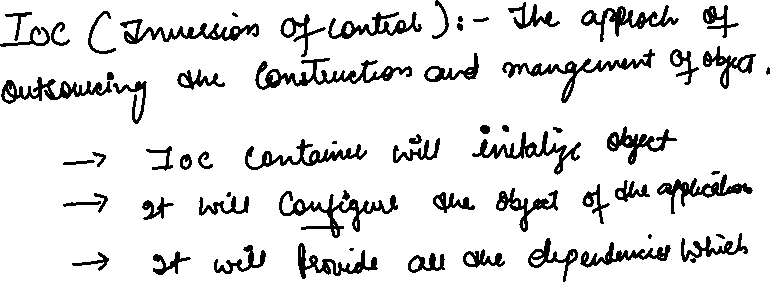 IOC (Inversion of control):- The approch of
outsourcing the Construction and mangement of object.
→ IOC Container will initalize object
→ It will Configure the object of the application
→ It will Provide all the dependencies Which